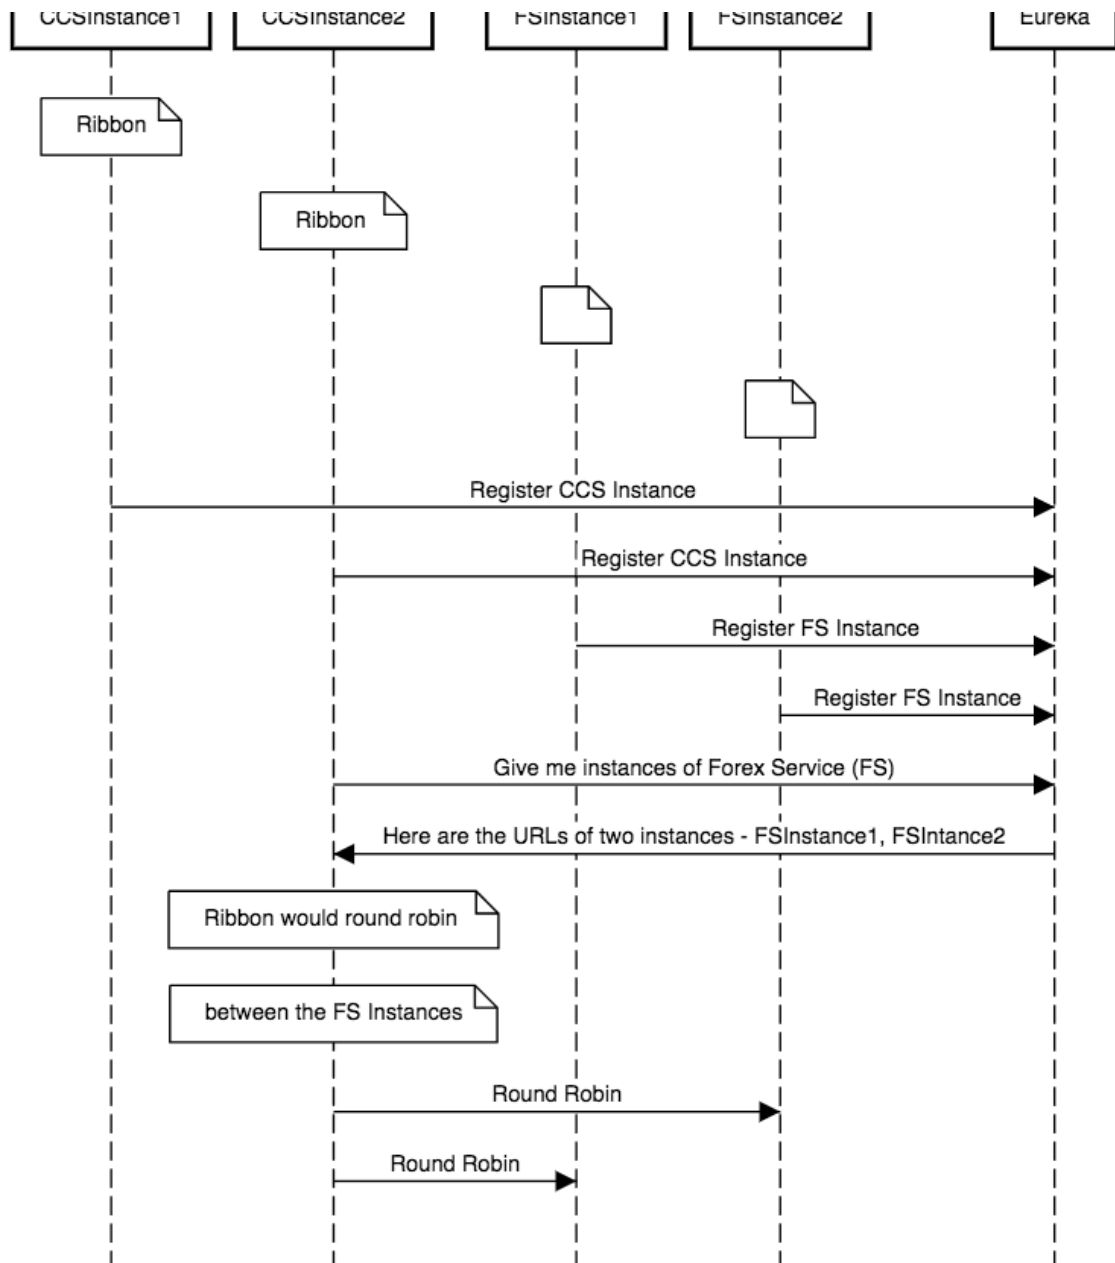 CCSInstance1 CCSInstance2 FSInstance1 FSInstance2 Eureka
Ribbon
Ribbon
Register CCS Instance
Register CCS Instance
Register FS Instance
Register FS Instance
Give me instances of Forex Service (FS)
Here are the URLs of two instances - FSInstance1, FSIntance2
Ribbon would round robin
between the FS Instances
Round Robin
Round Robin